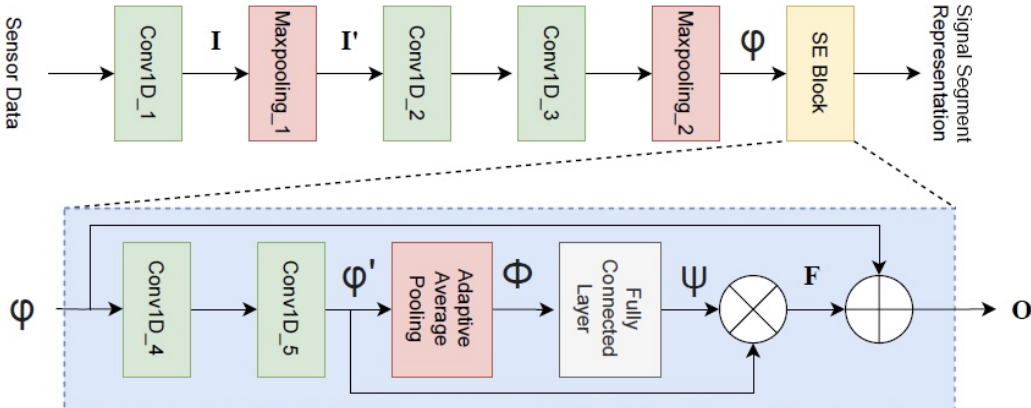 Sensor Data
Conv1D_1
I
Maxpooling_1
I'
Conv1D_2
Conv1D_3
Maxpooling_2
φ
SE Block
Signal Segment
Representation
φ
Conv1D_4
Conv1D_5
φ'
Adaptive
Average
Pooling
Φ
Fully
Connected
Layer
ψ
F
O